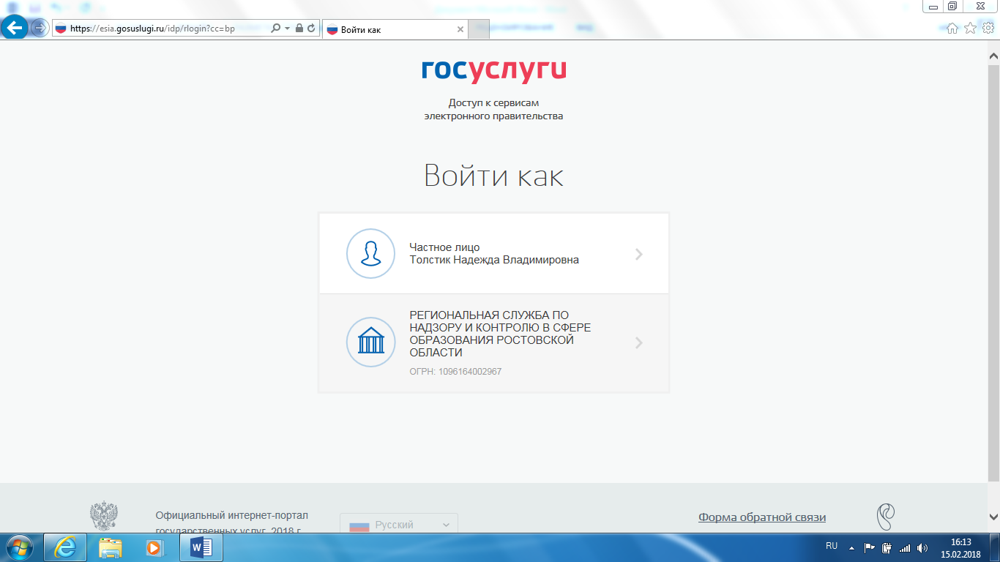 https://esia.gosuslugi.ru/idp/rlogin?cc=bp
Войти как
госуслуги
Доступ к сервисам
электронного правительства
Войти как
Частное лицо
Толстик Надежда Владимировна
РЕГИОНАЛЬНАЯ СЛУЖБА ПО
НАДЗОРУ И КОНТРОЛЮ В СФЕРЕ
ОБРАЗОВАНИЯ РОСТОВСКОЙ
ОБЛАСТИ
ОГРН: 1096164002967
Официальный интернет-портал
государственных услуг, 2018 г.
Русский
Форма обратной связи
RU
16:13
15.02.2018